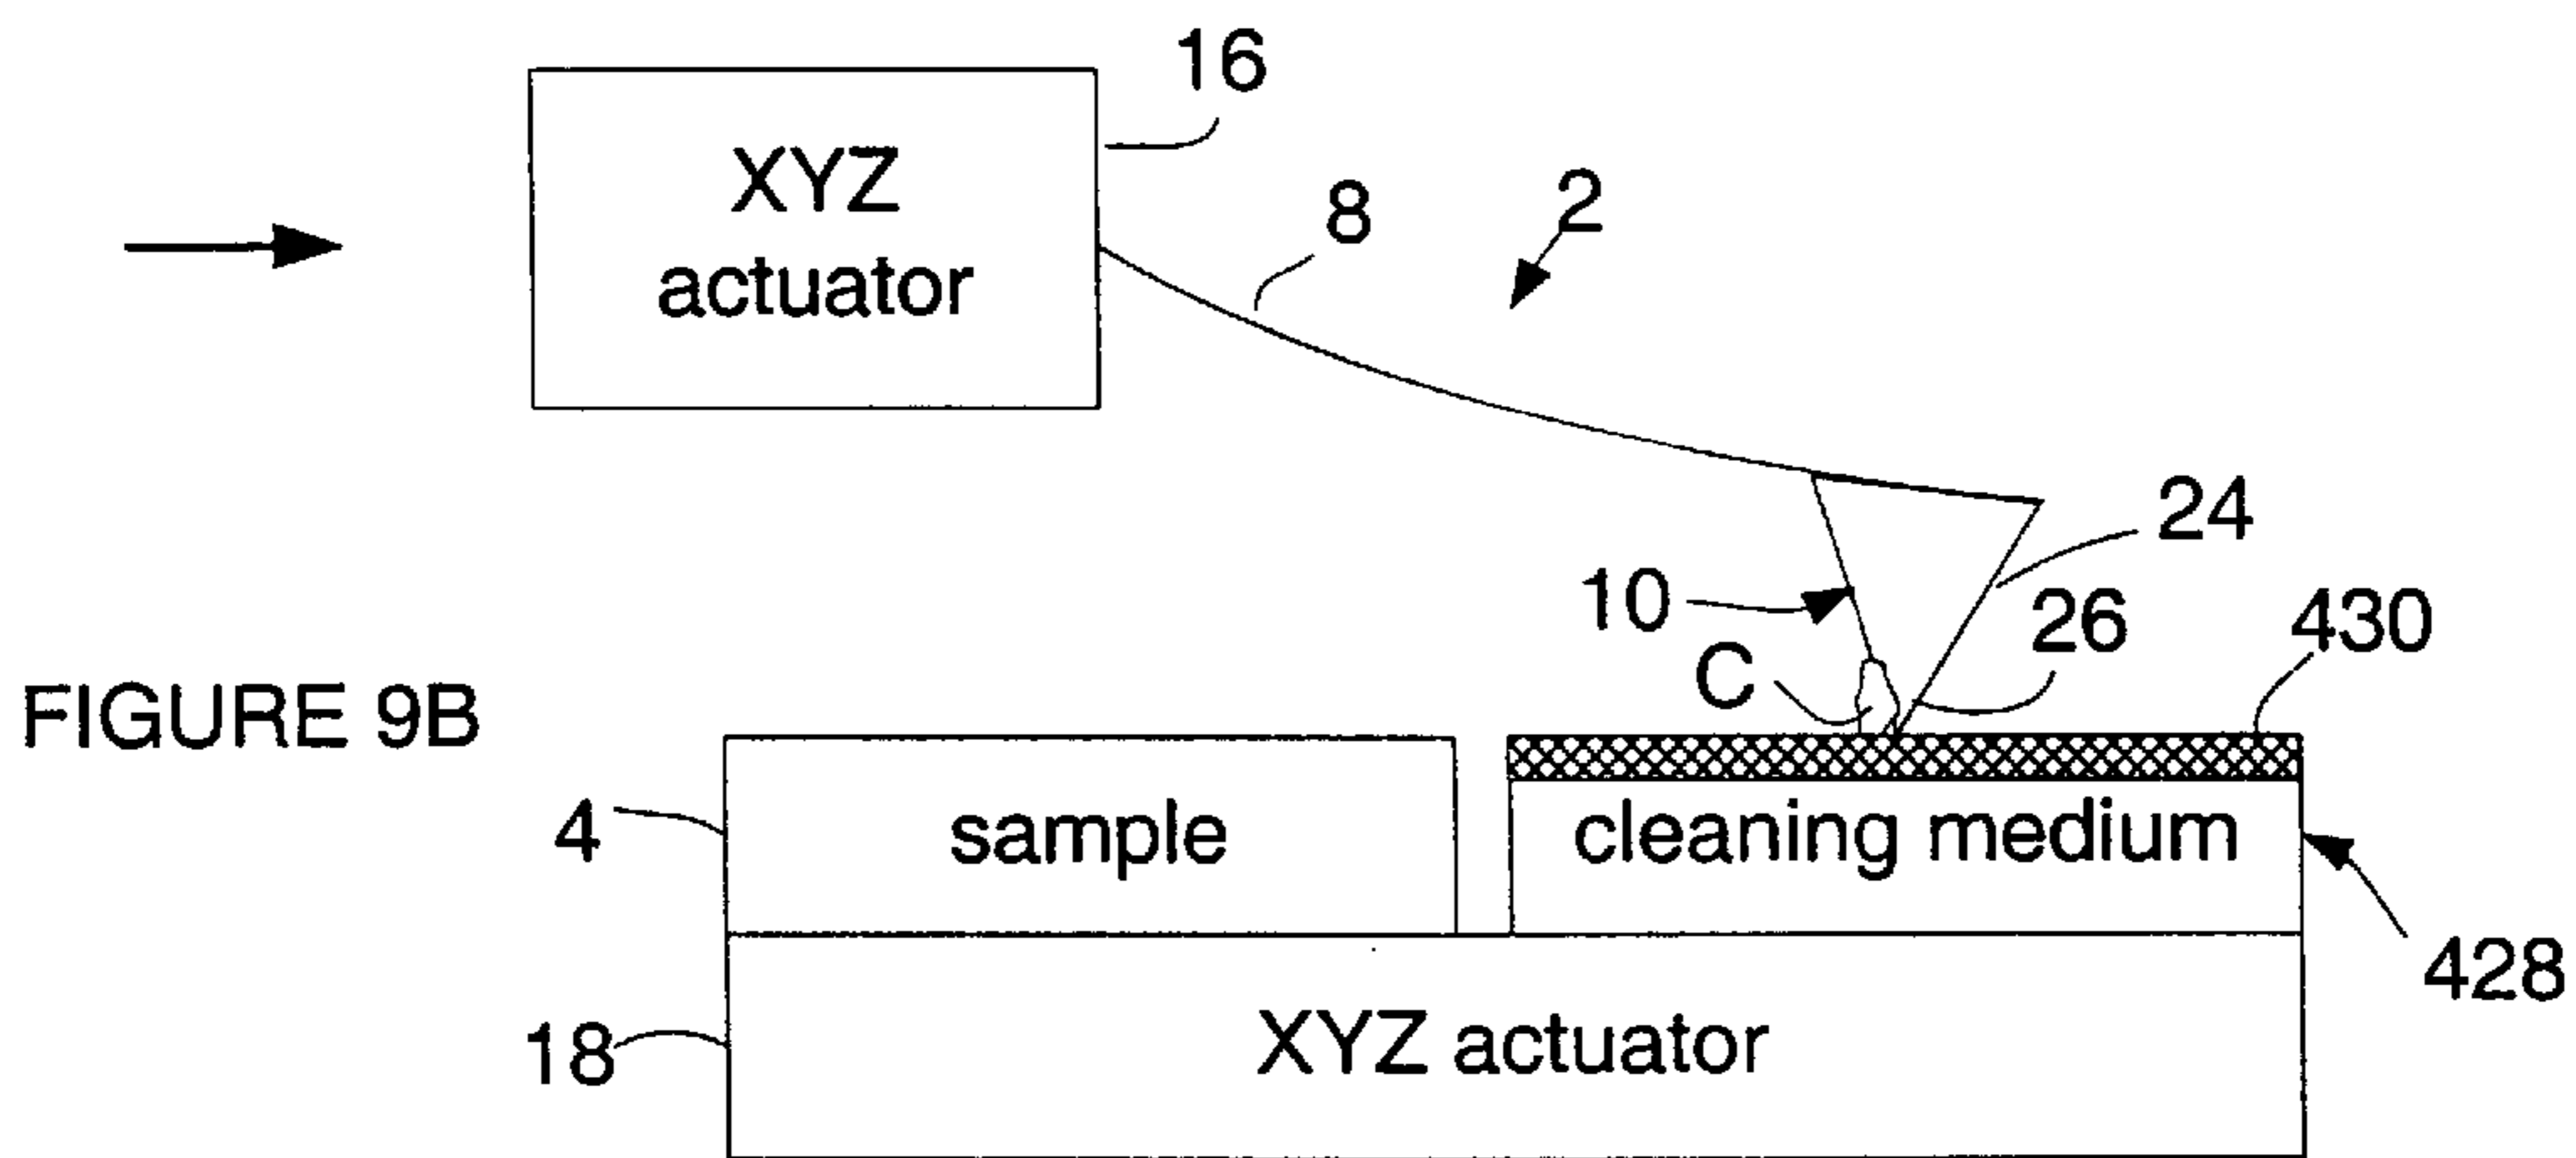 16
XYZ
actuator
8
2
24
10
26
430
C
FIGURE 9B
4
sample
cleaning medium
428
18
XYZ actuator